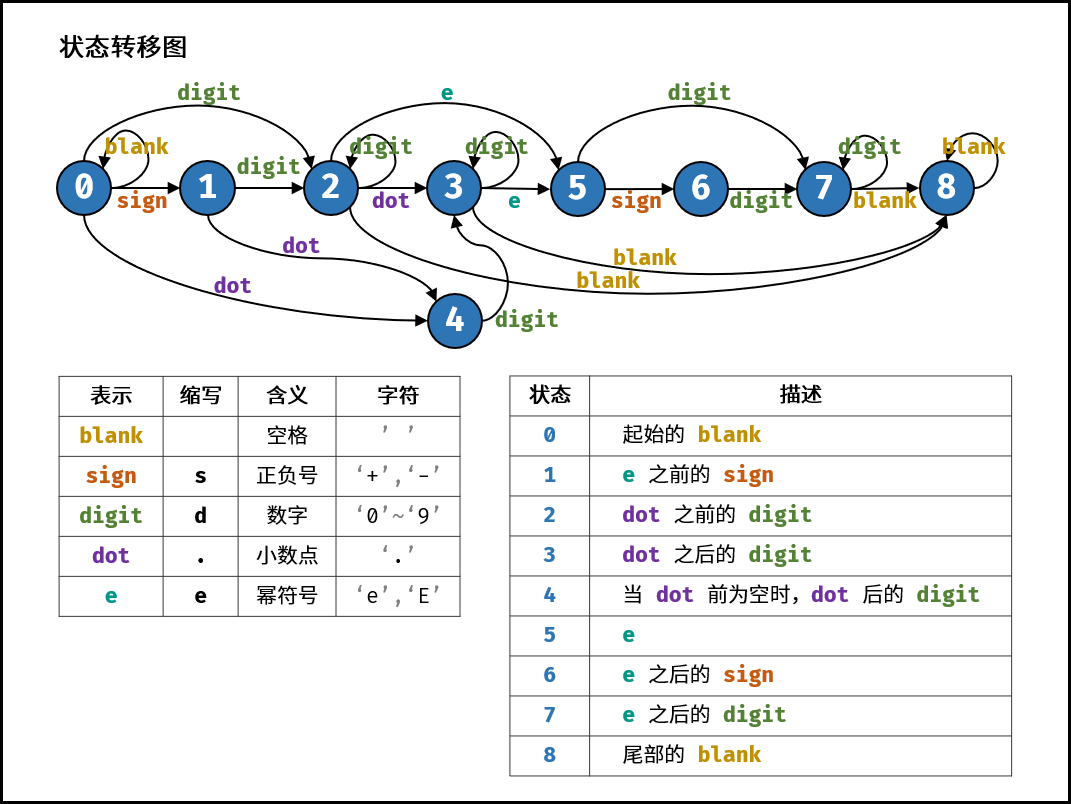 状态转移图
digit
e
digit
blank
digit
digit
digit
digit
blank
0
1
2
3
5
6
7
8
sign
digit
dot
e
sign
digit
blank
dot
dot
blank
blank
4
digit
表示 缩写 含义 字符
blank 空格 ’ ’
sign s 正负号 ‘+’,‘-’
digit d 数字 ‘0’~‘9’
dot . 小数点 ‘.’
e e 幂符号 ‘e’,‘E’
状态 描述
0 起始的 blank
1 e 之前的 sign
2 dot 之前的 digit
3 dot 之后的 digit
4 当 dot 前为空时，dot 后的 digit
5 e
6 e 之后的 sign
7 e 之后的 digit
8 尾部的 blank